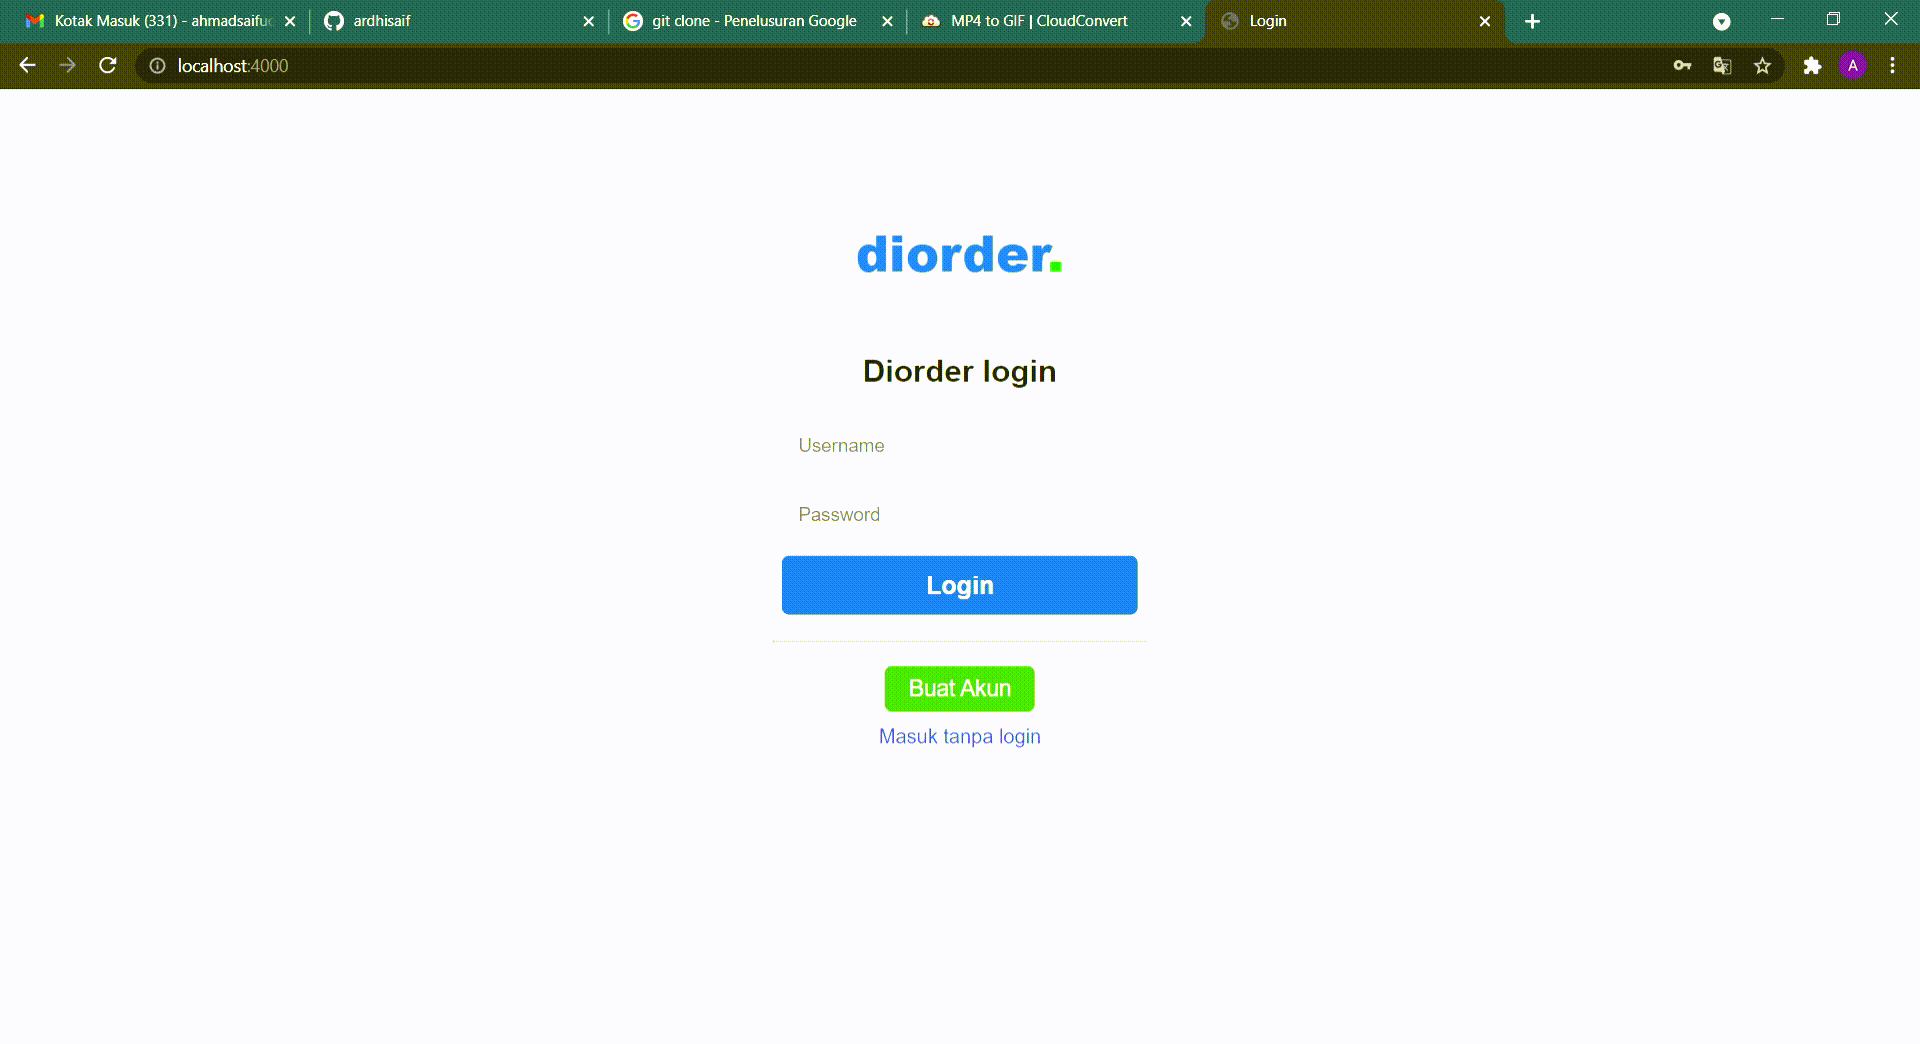 Kotak Masuk (331) - ahmadsaifud
ardhisaif
git clone - Penelusuran Google
MP4 to GIF | CloudConvert
Login
localhost:4000
A
diorder.
Diorder login
Username
Password
Login
Buat Akun
Masuk tanpa login